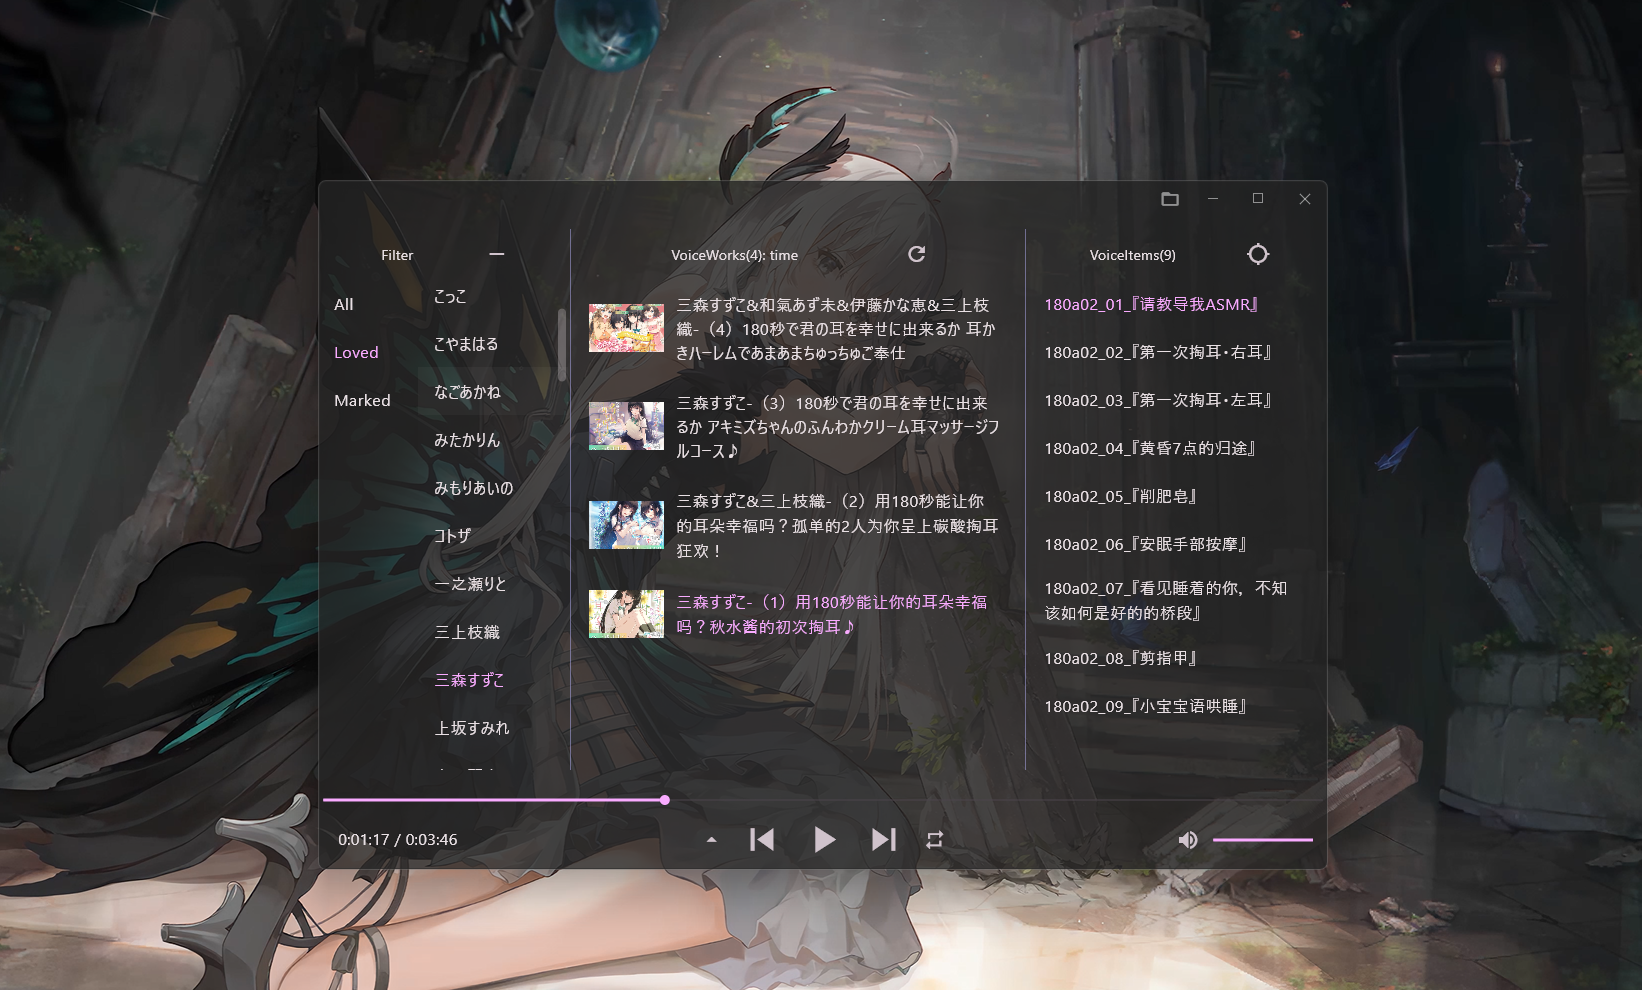 Filter
VoiceWorks(4): time
VoiceItems(9)
All
Loved
Marked
こっこ
こやまはる
なごあかね
みたかりん
みもりあいの
コトザ
一之瀬りと
三上枝織
三森すずこ
上坂すみれ
三森すずこ&和氣あず未&伊藤かな恵&三上枝
織-（4）180秒で君の耳を幸せに出来るか 耳か
きハーレムであまあまちゅっちゅご奉仕
三森すずこ-（3）180秒で君の耳を幸せに出来
るか アキミズちゃんのふんわかクリーム耳マッサージフ
ルコース♪
三森すずこ&三上枝織-（2）用180秒能让你
的耳朵幸福吗？孤单的2人为你呈上碳酸掏耳
狂欢！
三森すずこ-（1）用180秒能让你的耳朵幸福
吗？秋水酱的初次掏耳♪
180a02_01_『请教导我ASMR』
180a02_02_『第一次掏耳･右耳』
180a02_03_『第一次掏耳･左耳』
180a02_04_『黄昏7点的归途』
180a02_05_『削肥皂』
180a02_06_『安眠手部按摩』
180a02_07_『看见睡着的你，不知
该如何是好的的桥段』
180a02_08_『剪指甲』
180a02_09_『小宝宝语哄睡』
0:01:17 / 0:03:46